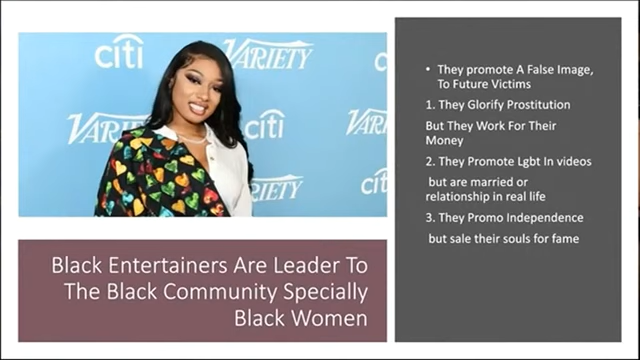 citi
VARIETY
VARIETY
citi
VARIETY
citi
• They promote A False Image,
To Future Victims
1. They Glorify Prostitution
But They Work For Their
Money
2. They Promote Lgbt In videos
but are married or
relationship in real life
3. They Promo Independence
but sale their souls for fame
Black Entertainers Are Leader To
The Black Community Specially
Black Women